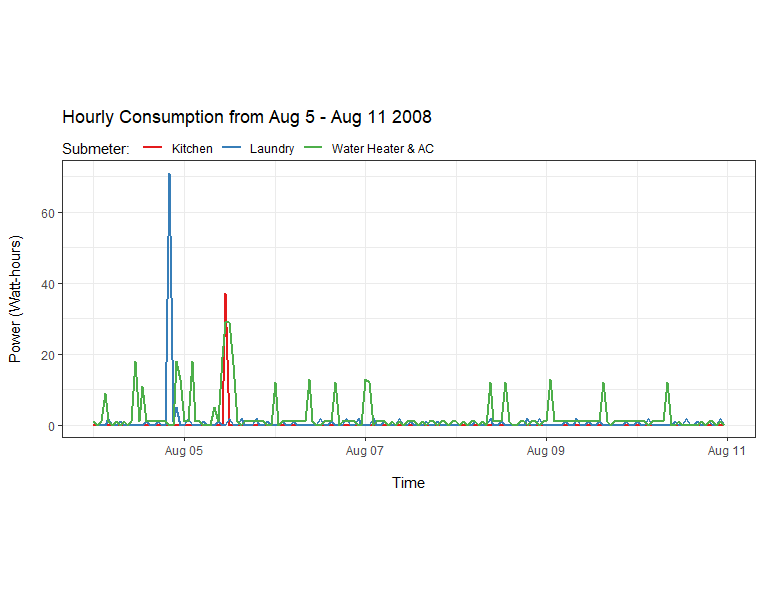 Hourly Consumption from Aug 5 - Aug 11 2008
Submeter: Kitchen Laundry Water Heater & AC
Power (Watt-hours)
60
40
20
0
Aug 05 Aug 07 Aug 09 Aug 11
Time